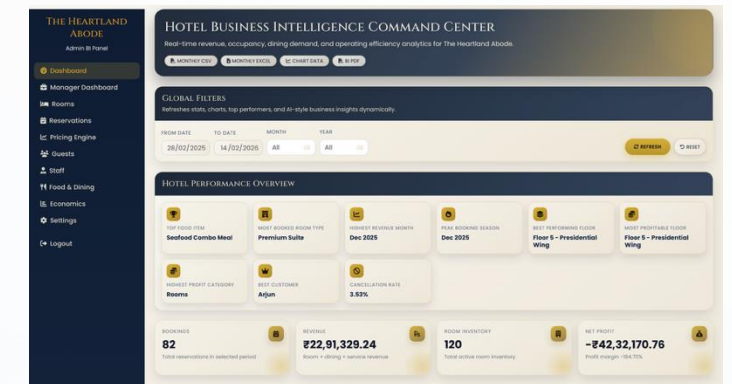 THE HEARTLAND
ABODE
Admin BI Panel
Dashboard
Manager Dashboard
Rooms
Reservations
Pricing Engine
Guests
Staff
Food & Dining
Economics
Settings
Logout
HOTEL BUSINESS INTELLIGENCE COMMAND CENTER
Real-time revenue, occupancy, dining demand, and operating efficiency analytics for The Heartland Abode.
MONTHLY CSV MONTHLY EXCEL CHART DATA BI PDF
GLOBAL FILTERS
Refreshes stats, charts, top performers, and AI-style business insights dynamically.
FROM DATE TO DATE MONTH YEAR
28/02/2025 14/02/2026 All All REFRESH RESET
HOTEL PERFORMANCE OVERVIEW
TOP FOOD ITEM
Seafood Combo Meal
MOST BOOKED ROOM TYPE
Premium Suite
HIGHEST REVENUE MONTH
Dec 2025
PEAK BOOKING SEASON
Dec 2025
BEST PERFORMING FLOOR
Floor 5 - Presidential
Wing
MOST PROFITABLE FLOOR
Floor 5 - Presidential
Wing
HIGHEST PROFIT CATEGORY
Rooms
BEST CUSTOMER
Arjun
CANCELLATION RATE
3.53%
BOOKINGS
82
Total reservations in selected period
REVENUE
₹22,91,329.24
Room + dining + service revenue
ROOM INVENTORY
120
Total active room inventory
NET PROFIT
-₹42,32,170.76
Profit margin -184.70%